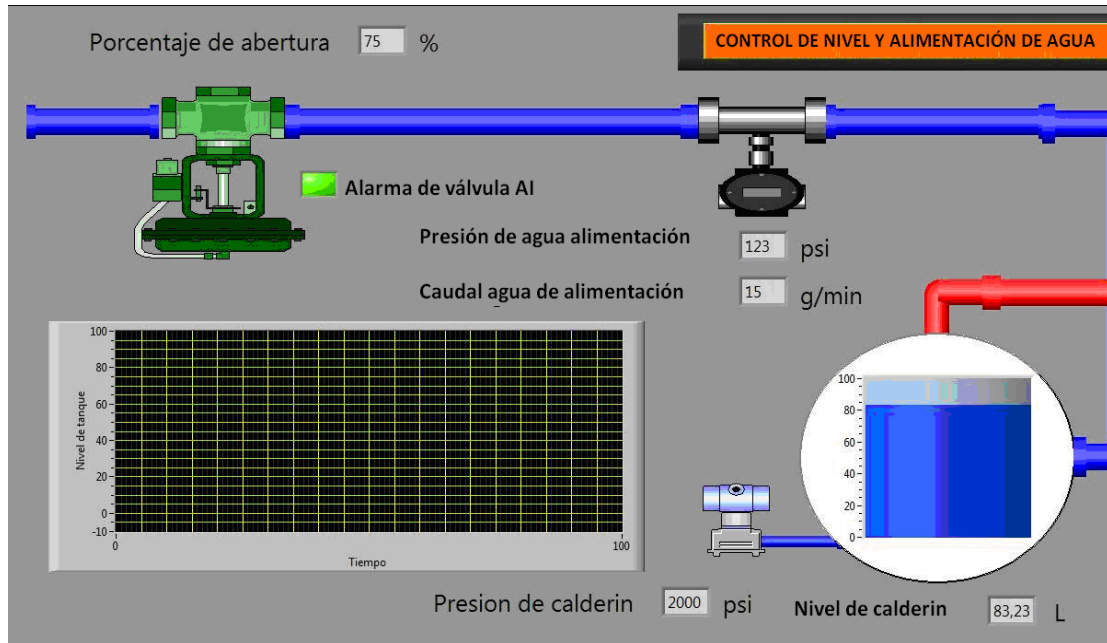 Porcentaje de abertura 75 %
CONTROL DE NIVEL Y ALIMENTACIÓN DE AGUA
Alarma de válvula AI
Presión de agua alimentación 123 psi
Caudal agua de alimentación 15 g/min
100
80
60
40
20
0
-10
Nivel de tanque
0
100
Tiempo
100
80
60
40
20
0
Presion de calderin 2000 psi
Nivel de calderin 83,23 L